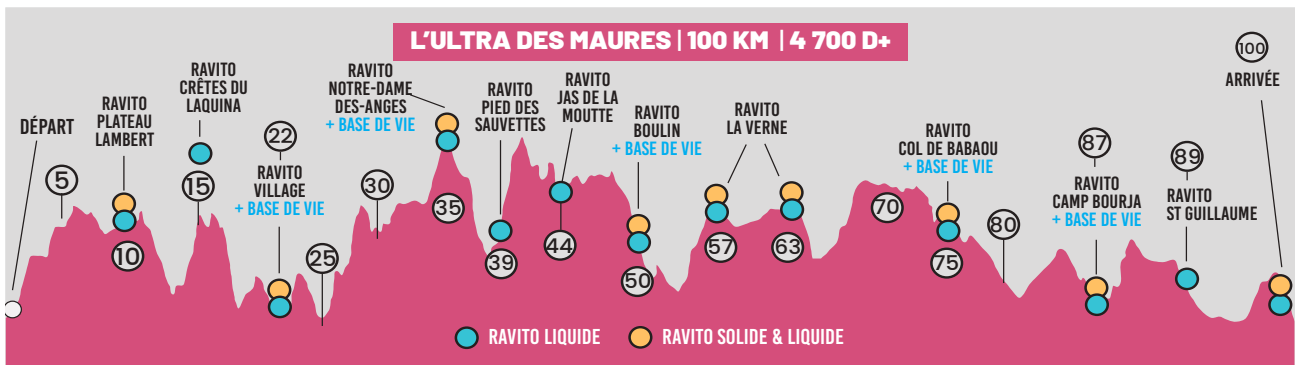 L'ULTRA DES MAURES | 100 KM | 4 700 D+
DÉPART
5
RAVITO
PLATEAU
LAMBERT
10
RAVITO
CRÊTES DU
LAQUINA
15
22
RAVITO
VILLAGE
+ BASE DE VIE
25
30
RAVITO
NOTRE-DAME
DES-ANGES
+ BASE DE VIE
35
RAVITO
PIED DES
SAUVETTES
39
RAVITO
JAS DE LA
MOUTTE
44
RAVITO
BOULIN
+ BASE DE VIE
50
RAVITO
LA VERNE
57
63
70
RAVITO
COL DE BABAOU
+ BASE DE VIE
75
80
87
RAVITO
CAMP BOURJA
+ BASE DE VIE
89
RAVITO
ST GUILLAUME
100
ARRIVÉE
RAVITO LIQUIDE
RAVITO SOLIDE & LIQUIDE